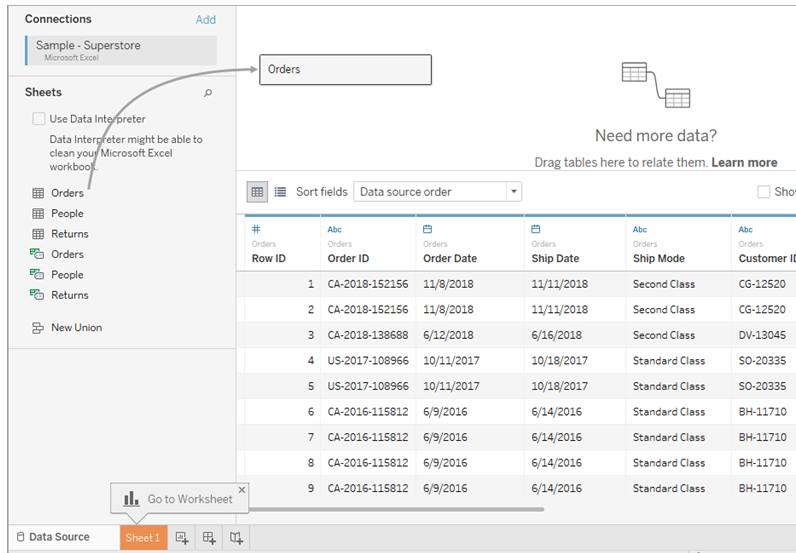 Connections Add
Sample - Superstore
Microsoft Excel
Sheets
Use Data Interpreter
Data Interpreter might be able to
clean your Microsoft Excel
workbook.
Orders
People
Returns
Orders
People
Returns
New Union
Orders
Need more data?
Drag tables here to relate them. Learn more
Sort fields Data source order Sho
# Abc Abc Abc
Orders Orders Orders Orders Orders Orders
Row ID Order ID Order Date Ship Date Ship Mode Customer ID
1 CA-2018-152156 11/8/2018 11/11/2018 Second Class CG-12520
2 CA-2018-152156 11/8/2018 11/11/2018 Second Class CG-12520
3 CA-2018-138688 6/12/2018 6/16/2018 Second Class DV-13045
4 US-2017-108966 10/11/2017 10/18/2017 Standard Class SO-20335
5 US-2017-108966 10/11/2017 10/18/2017 Standard Class SO-20335
6 CA-2016-115812 6/9/2016 6/14/2016 Standard Class BH-11710
7 CA-2016-115812 6/9/2016 6/14/2016 Standard Class BH-11710
8 CA-2016-115812 6/9/2016 6/14/2016 Standard Class BH-11710
9 CA-2016-115812 6/9/2016 6/14/2016 Standard Class BH-11710
Go to Worksheet
Data Source Sheet 1